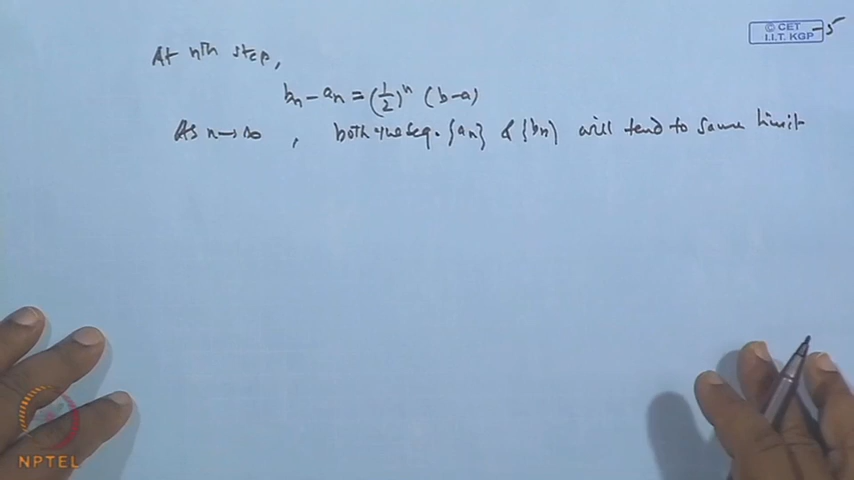 © CET
I.I.T. KGP
-5
At nth step,
bn - an = (1/2)^n (b-a)
As n→∞, both the seq. {an} & {bn} will tend to same limit
NPTEL